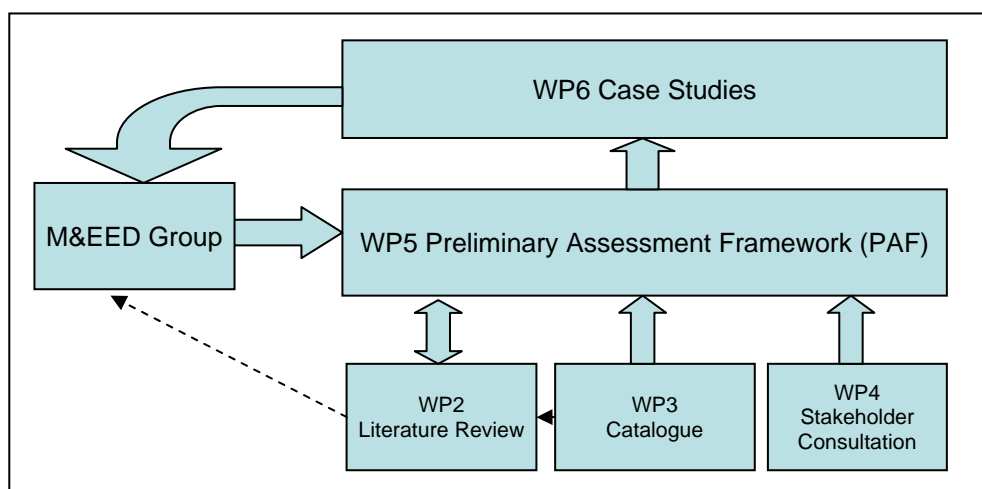 WP6 Case Studies
M&EED Group
WP5 Preliminary Assessment Framework (PAF)
WP2
Literature Review
WP3
Catalogue
WP4
Stakeholder
Consultation